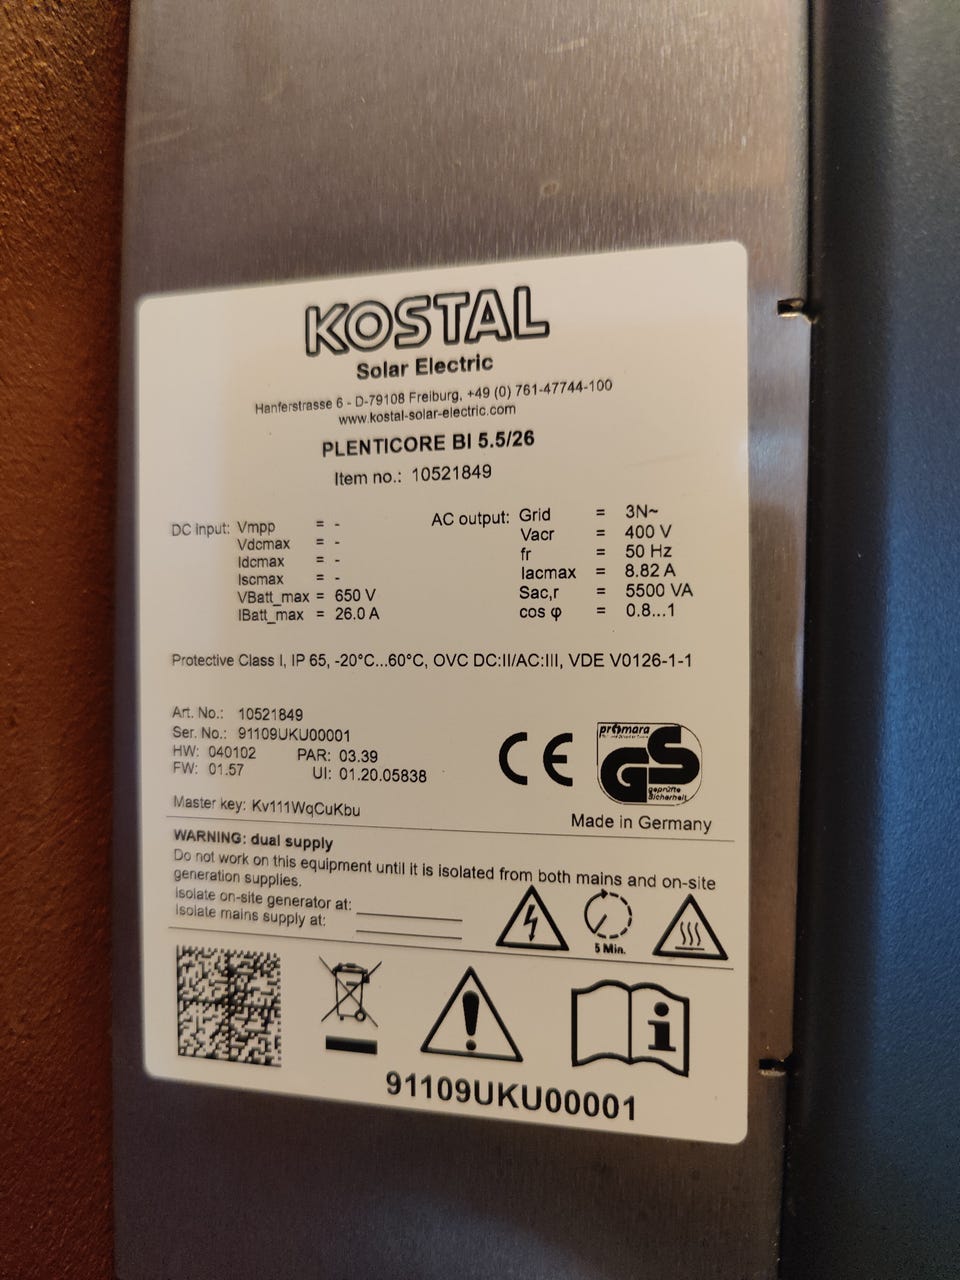 KOSTAL
Solar Electric
Hanferstrasse 6 - D-79108 Freiburg, +49 (0) 761-47744-100
www.kostal-solar-electric.com
PLENTICORE BI 5.5/26
Item no.: 10521849
DC input: Vmpp = -
Vdcmax = -
Idcmax = -
Iscmax = -
VBatt_max = 650 V
IBatt_max = 26.0 A
AC output: Grid = 3N~
Vacr = 400 V
fr = 50 Hz
Iacmax = 8.82 A
Sac,r = 5500 VA
cos φ = 0.8...1
Protective Class I, IP 65, -20°C...60°C, OVC DC:II/AC:III, VDE V0126-1-1
Art. No.: 10521849
Ser. No.: 91109UKU00001
HW: 040102 PAR: 03.39
FW: 01.57 UI: 01.20.05838
Master key: Kv111WqCuKbu
CE
promara
GS
geprüfte
Sicherheit
Made in Germany
WARNING: dual supply
Do not work on this equipment until it is isolated from both mains and on-site
generation supplies.
Isolate on-site generator at:
Isolate mains supply at:
5 Min.
91109UKU00001